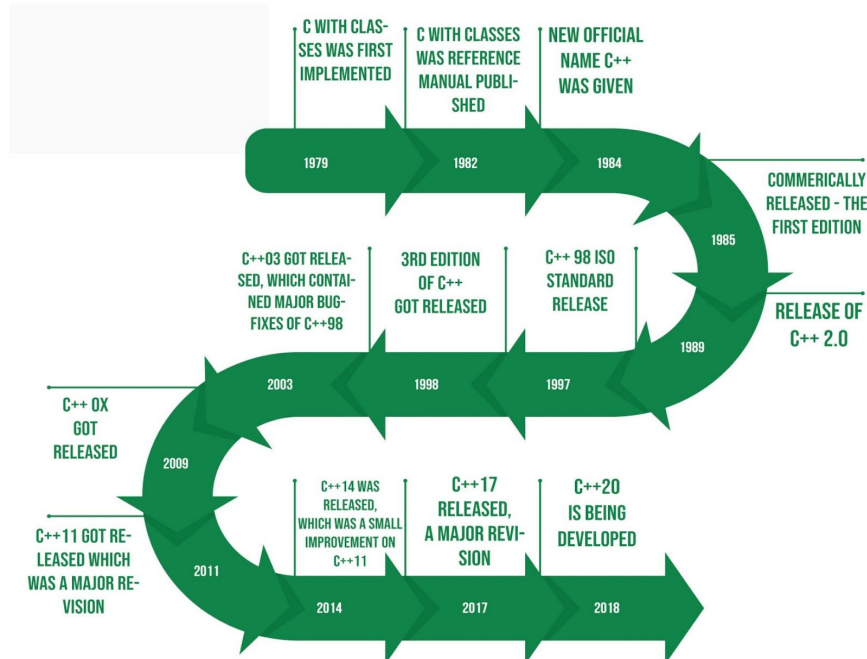 C WITH CLAS-
SES WAS FIRST
IMPLEMENTED
1979
C WITH CLASSES
WAS REFERENCE
MANUAL PUBLI-
SHED
1982
NEW OFFICIAL
NAME C++
WAS GIVEN
1984
COMMERICALLY
RELEASED - THE
FIRST EDITION
1985
RELEASE OF
C++ 2.0
1989
C++ 98 ISO
STANDARD
RELEASE
1997
3RD EDITION
OF C++
GOT RELEASED
1998
C++03 GOT RELEA-
SED, WHICH CONTAI-
NED MAJOR BUG-
FIXES OF C++98
2003
C++ 0X
GOT
RELEASED
2009
C++11 GOT RE-
LEASED WHICH
WAS A MAJOR RE-
VISION
2011
C++14 WAS
RELEASED,
WHICH WAS A SMALL
IMPROVEMENT ON
C++11
2014
C++17
RELEASED,
A MAJOR REVI-
SION
2017
C++20
IS BEING
DEVELOPED
2018